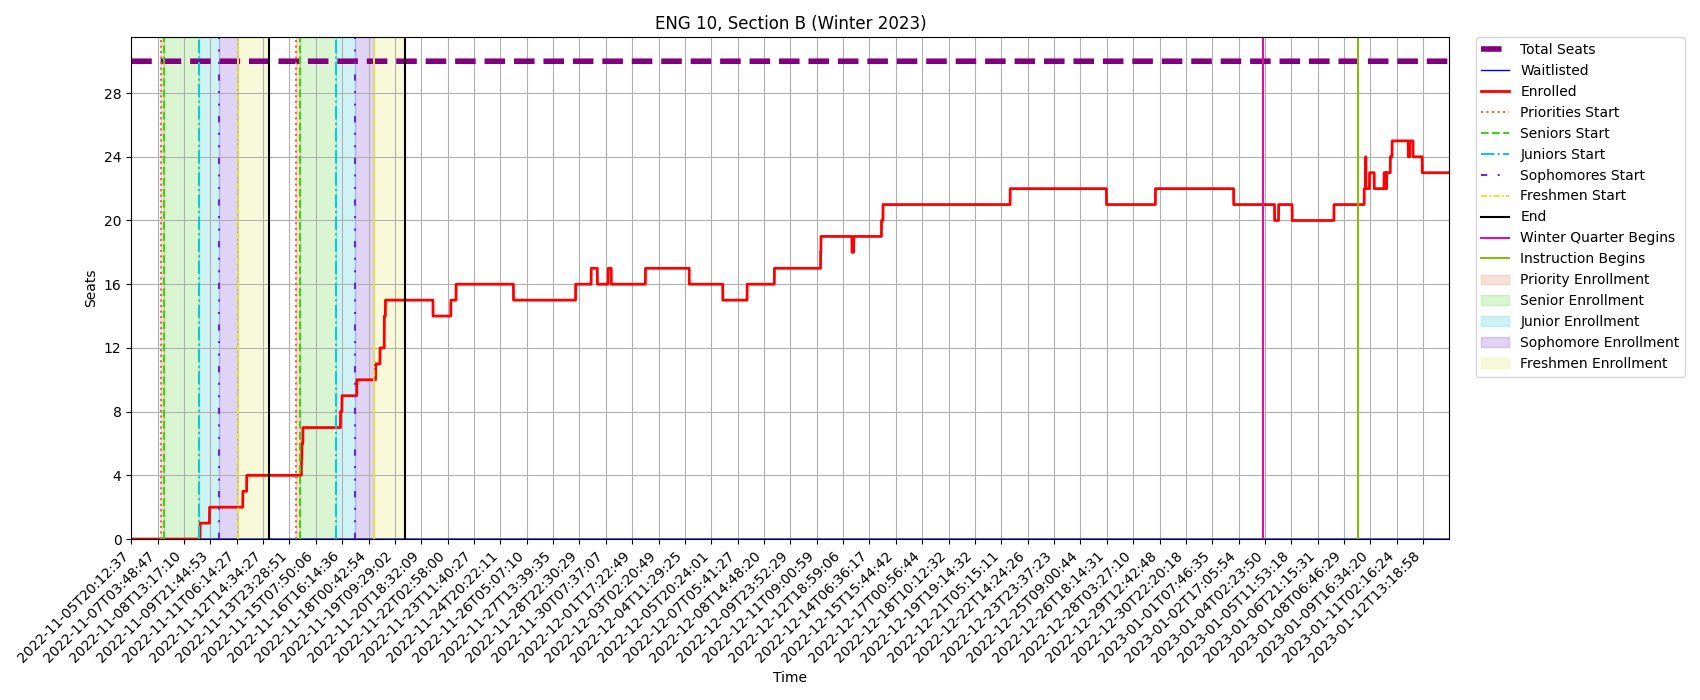 ENG 10, Section B (Winter 2023)
Seats
28
24
20
16
12
8
4
0
2022-11-05T20:12:37
2022-11-07T03:48:47
2022-11-08T13:17:10
2022-11-09T21:44:53
2022-11-11T06:14:27
2022-11-12T14:34:27
2022-11-13T23:28:51
2022-11-15T07:50:06
2022-11-16T16:14:36
2022-11-18T00:42:54
2022-11-19T09:29:02
2022-11-20T18:32:09
2022-11-22T02:58:00
2022-11-23T11:40:27
2022-11-24T20:22:11
2022-11-26T05:07:10
2022-11-27T13:39:35
2022-11-28T22:30:29
2022-11-30T07:37:07
2022-12-01T17:22:49
2022-12-03T02:20:49
2022-12-04T11:29:25
2022-12-05T20:24:01
2022-12-07T05:41:27
2022-12-08T14:48:20
2022-12-09T23:52:29
2022-12-11T09:00:59
2022-12-12T18:59:06
2022-12-14T06:36:17
2022-12-15T15:44:42
2022-12-17T00:56:44
2022-12-18T10:12:32
2022-12-19T19:14:32
2022-12-21T05:15:11
2022-12-22T14:24:26
2022-12-23T23:37:23
2022-12-25T09:00:44
2022-12-26T18:14:31
2022-12-28T03:27:10
2022-12-29T12:42:48
2022-12-30T22:20:18
2023-01-01T07:46:35
2023-01-02T17:05:54
2023-01-04T02:23:50
2023-01-05T11:53:18
2023-01-06T21:15:31
2023-01-08T06:46:29
2023-01-09T16:34:20
2023-01-11T02:16:24
2023-01-12T13:18:58
Time
Total Seats
Waitlisted
Enrolled
Priorities Start
Seniors Start
Juniors Start
Sophomores Start
Freshmen Start
End
Winter Quarter Begins
Instruction Begins
Priority Enrollment
Senior Enrollment
Junior Enrollment
Sophomore Enrollment
Freshmen Enrollment